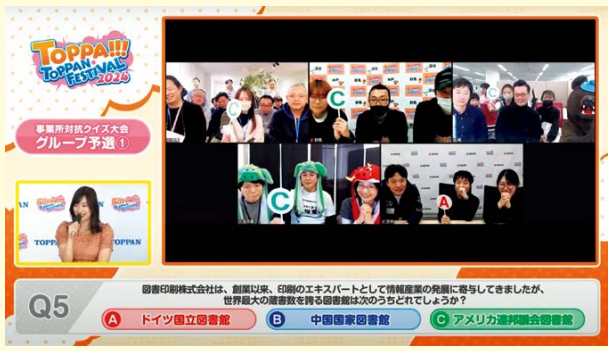 TOPPA!!!
TOPPAN
FESTIVAL
2024
事業所対抗クイズ大会
グループ予選①
C
C
C
C
A
TOPPAN
Q5
図書印刷株式会社は、創業以来、印刷のエキスパートとして情報産業の発展に寄与してきましたが、
世界最大の蔵書数を誇る図書館は次のうちどれでしょうか？
A ドイツ国立図書館
B 中国国家図書館
C アメリカ連邦議会図書館